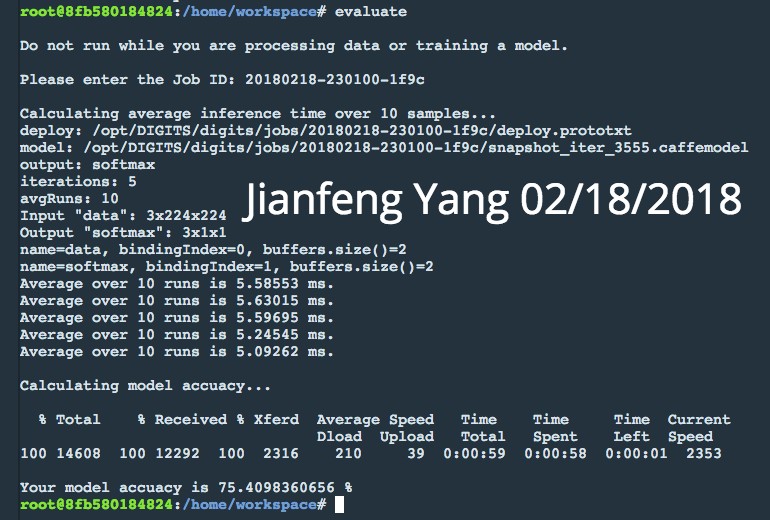 root@8fb580184824:/home/workspace# evaluate
Do not run while you are processing data or training a model.
Please enter the Job ID: 20180218-230100-1f9c
Calculating average inference time over 10 samples...
deploy: /opt/DIGITS/digits/jobs/20180218-230100-1f9c/deploy.prototxt
model: /opt/DIGITS/digits/jobs/20180218-230100-1f9c/snapshot_iter_3555.caffemodel
output: softmax
iterations: 5
avgRuns: 10
Jianfeng Yang 02/18/2018
Input "data": 3x224x224
Output "softmax": 3x1x1
name=data, bindingIndex=0, buffers.size()=2
name=softmax, bindingIndex=1, buffers.size()=2
Average over 10 runs is 5.58553 ms.
Average over 10 runs is 5.63015 ms.
Average over 10 runs is 5.59695 ms.
Average over 10 runs is 5.24545 ms.
Average over 10 runs is 5.09262 ms.
Calculating model accuacy...
% Total % Received % Xferd Average Speed Time Time Time Current
Dload Upload Total Spent Left Speed
100 14608 100 12292 100 2316 210 39 0:00:59 0:00:58 0:00:01 2353
Your model accuacy is 75.4098360656 %
root@8fb580184824:/home/workspace#